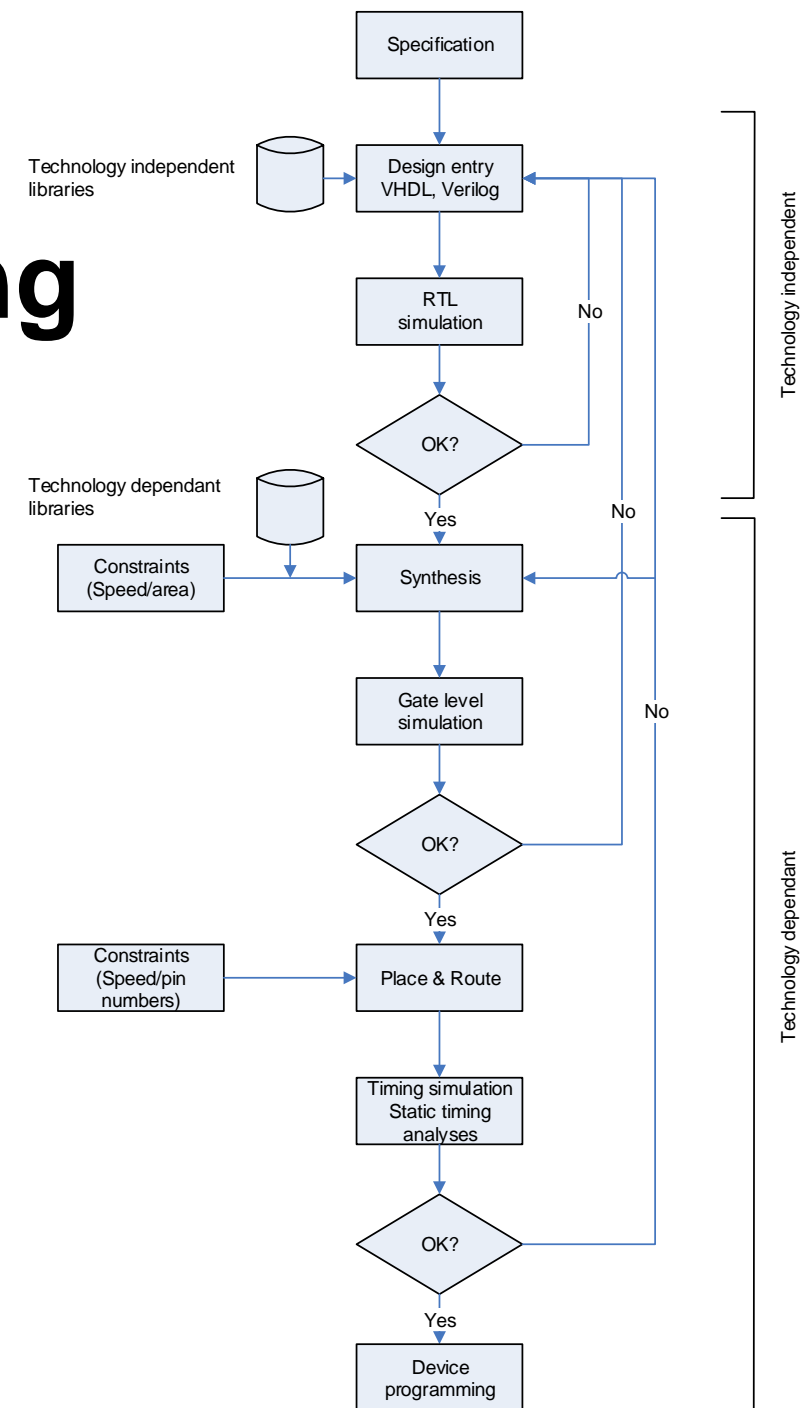 Specification
Technology independent
libraries
Design entry
VHDL, Verilog
Technology independent
ng
RTL
simulation
No
OK?
Technology dependant
libraries
Yes
No
Constraints
(Speed/area)
Synthesis
Gate level
simulation
No
OK?
Technology dependant
Yes
Constraints
(Speed/pin
numbers)
Place & Route
Timing simulation
Static timing
analyses
OK?
Yes
Device
programming